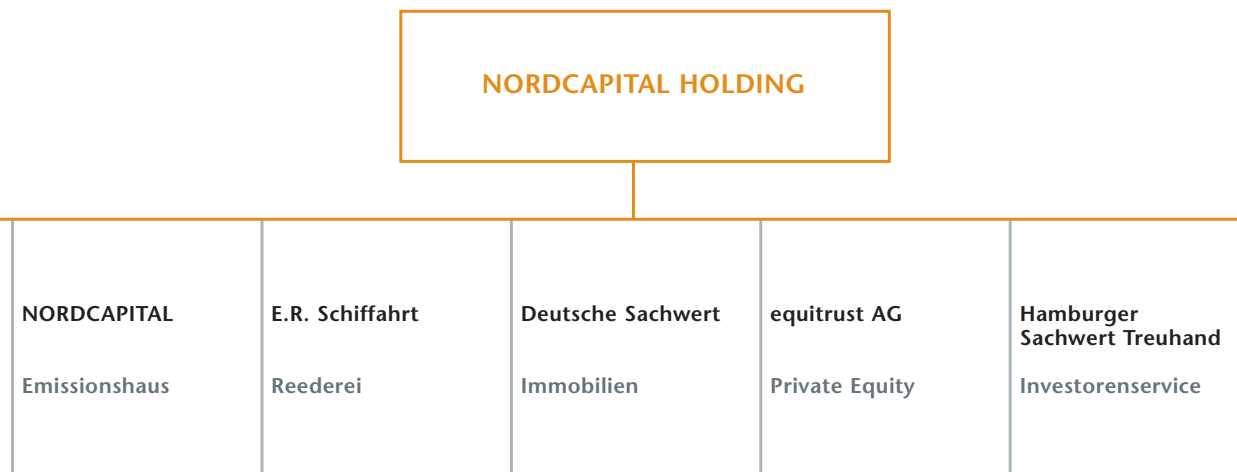 NORDCAPITAL HOLDING
NORDCAPITAL
Emissionshaus
E.R. Schiffahrt
Reederei
Deutsche Sachwert
Immobilien
equitrust AG
Private Equity
Hamburger
Sachwert Treuhand
Investorenservice